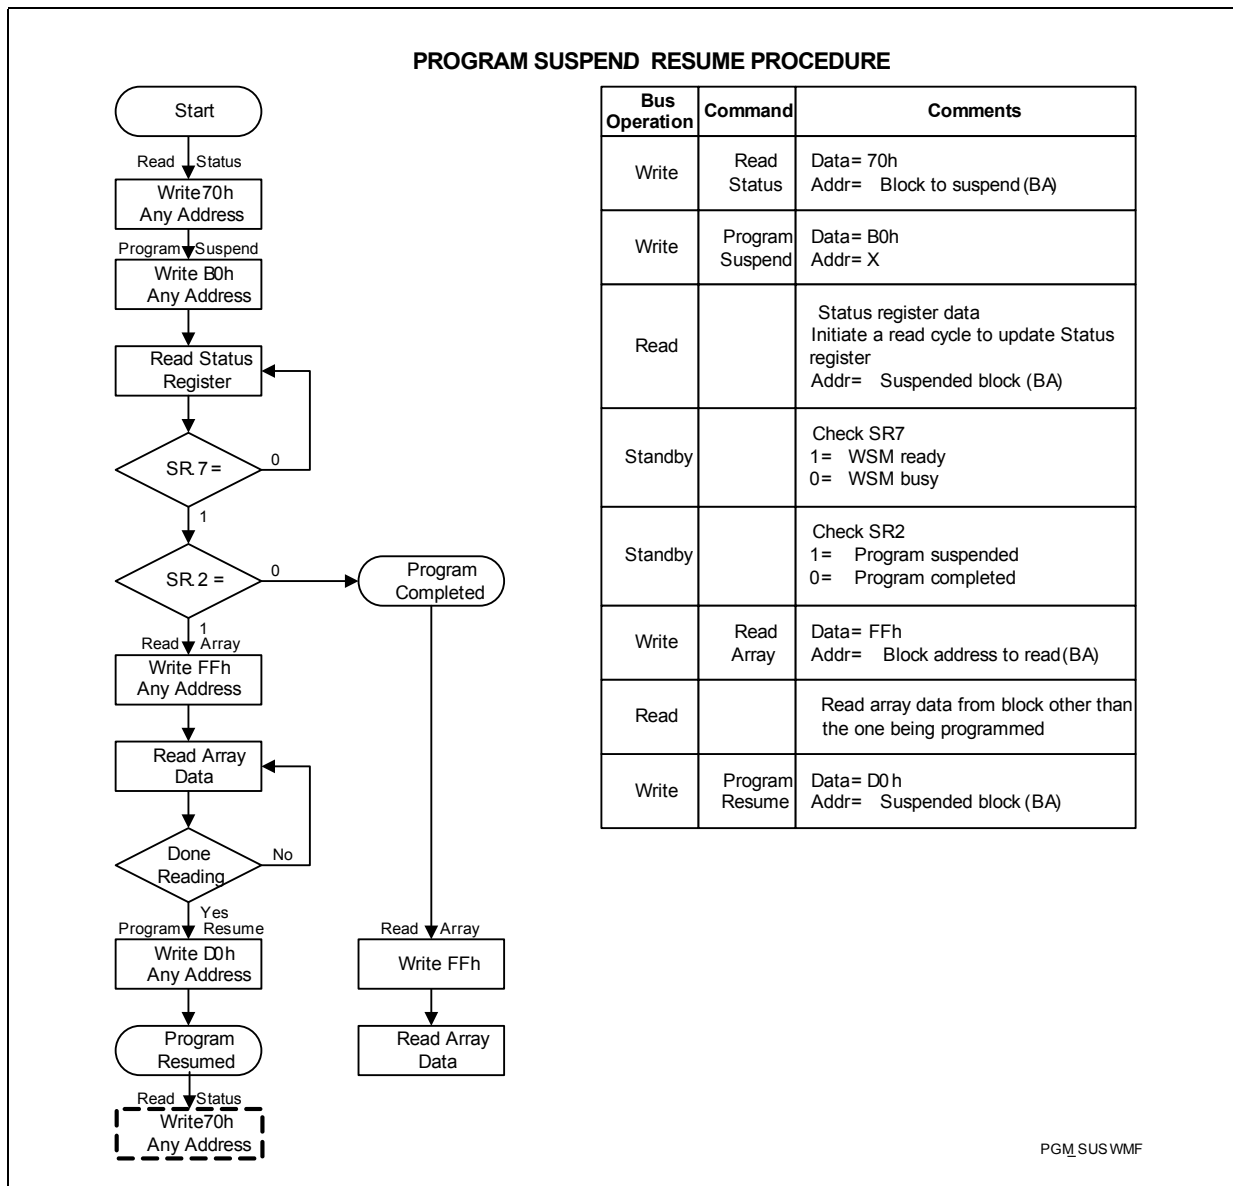 PROGRAM SUSPEND RESUME PROCEDURE
Start
Read Status
Write70h
Any Address
Program Suspend
Write B0h
Any Address
Read Status
Register
SR.7 =
0
1
SR.2 =
0
Program
Completed
1
Read Array
Write FFh
Any Address
Read Array
Data
Done
Reading
No
Yes
Program Resume
Write D0h
Any Address
Read Array
Write FFh
Program
Resumed
Read Array
Data
Read Status
Write70h
Any Address
Bus
Operation
Command
Comments
Write
Read
Status
Data= 70h
Addr= Block to suspend (BA)
Write
Program
Suspend
Data= B0h
Addr= X
Read
Status register data
Initiate a read cycle to update Status
register
Addr= Suspended block (BA)
Standby
Check SR7
1= WSM ready
0= WSM busy
Standby
Check SR2
1= Program suspended
0= Program completed
Write
Read
Array
Data= FFh
Addr= Block address to read (BA)
Read
Read array data from block other than
the one being programmed
Write
Program
Resume
Data= D0h
Addr= Suspended block (BA)
PGM_SUSWMF